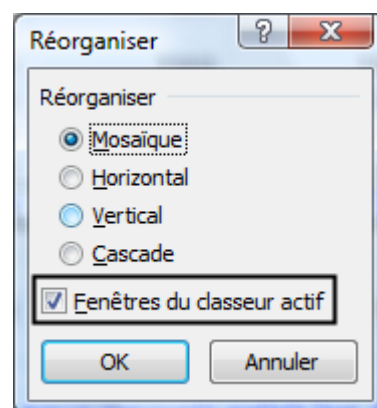 Réorganiser
Réorganiser
Mosaïque
Horizontal
Vertical
Cascade
Fenêtres du classeur actif
OK
Annuler